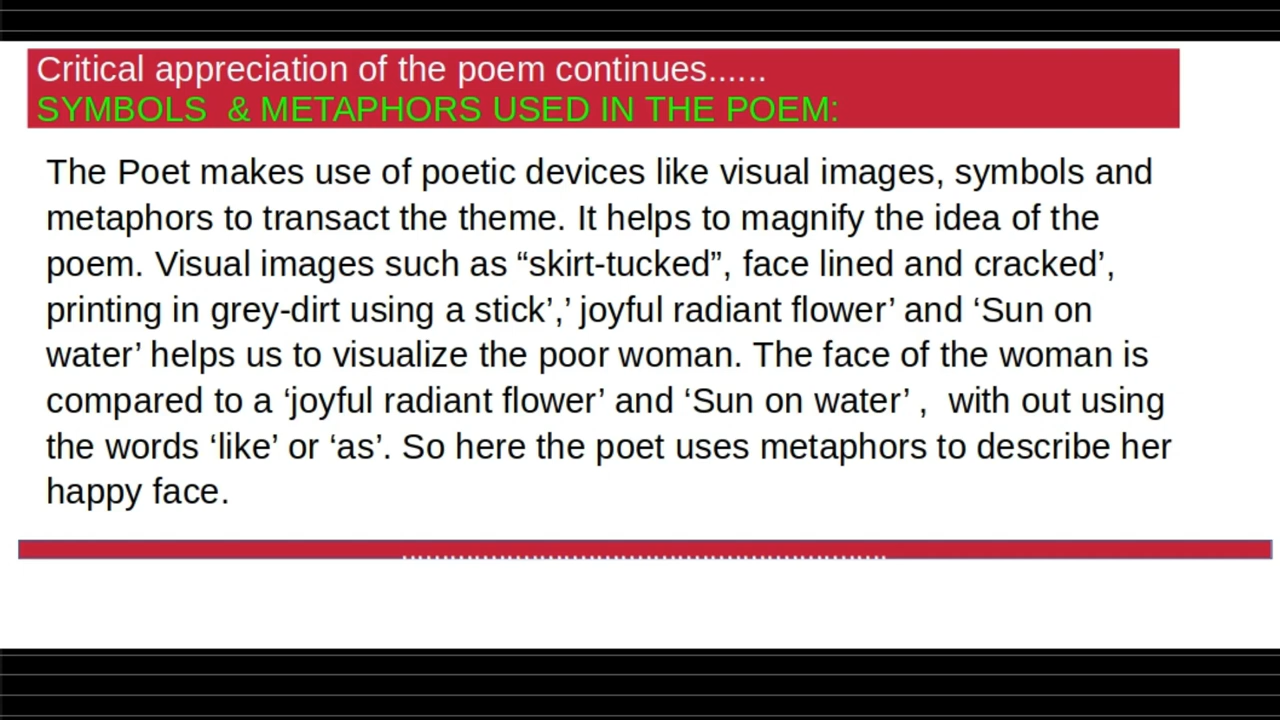 Critical appreciation of the poem continues......
SYMBOLS  & METAPHORS USED IN THE POEM:
The Poet makes use of poetic devices like visual images, symbols and
metaphors to transact the theme. It helps to magnify the idea of the
poem. Visual images such as “skirt-tucked”, face lined and cracked’,
printing in grey-dirt using a stick’,’ joyful radiant flower’ and ‘Sun on
water’ helps us to visualize the poor woman. The face of the woman is
compared to a ‘joyful radiant flower’ and ‘Sun on water’ ,  with out using
the words ‘like’ or ‘as’. So here the poet uses metaphors to describe her
happy face.